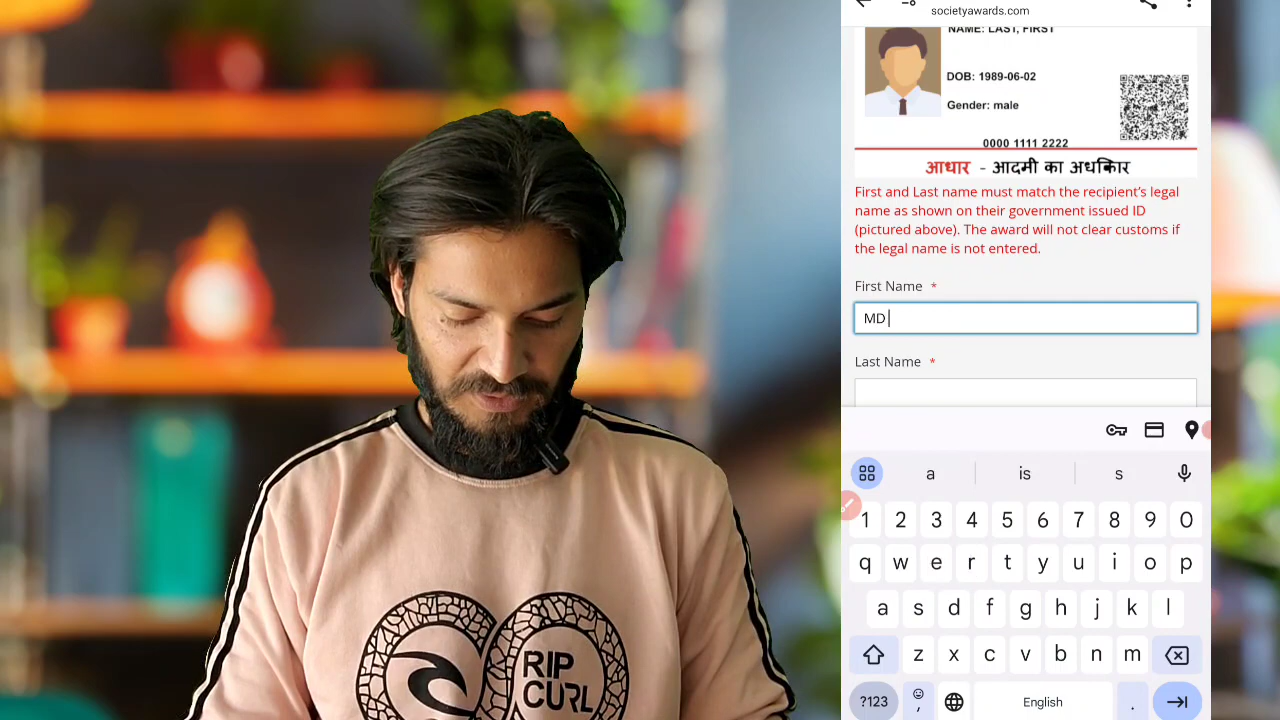 societyawards.com
NAME: LAST, FIRST
DOB: 1989-06-02
Gender: male
0000 1111 2222
आधार - आदमी का अधकिार
First and Last name must match the recipient's legal
name as shown on their government issued ID
(pictured above). The award will not clear customs if
the legal name is not entered.
First Name *
MD
Last Name *
a is s
1 2 3 4 5 6 7 8 9 0
q w e r t y u i o p
a s d f g h j k l
z x c v b n m
?123 , English .
RIP
CURL